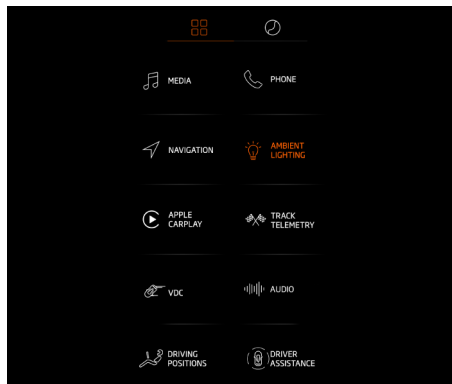 MEDIA
PHONE
NAVIGATION
AMBIENT
LIGHTING
APPLE
CARPLAY
TRACK
TELEMETRY
VDC
AUDIO
DRIVING
POSITIONS
DRIVER
ASSISTANCE